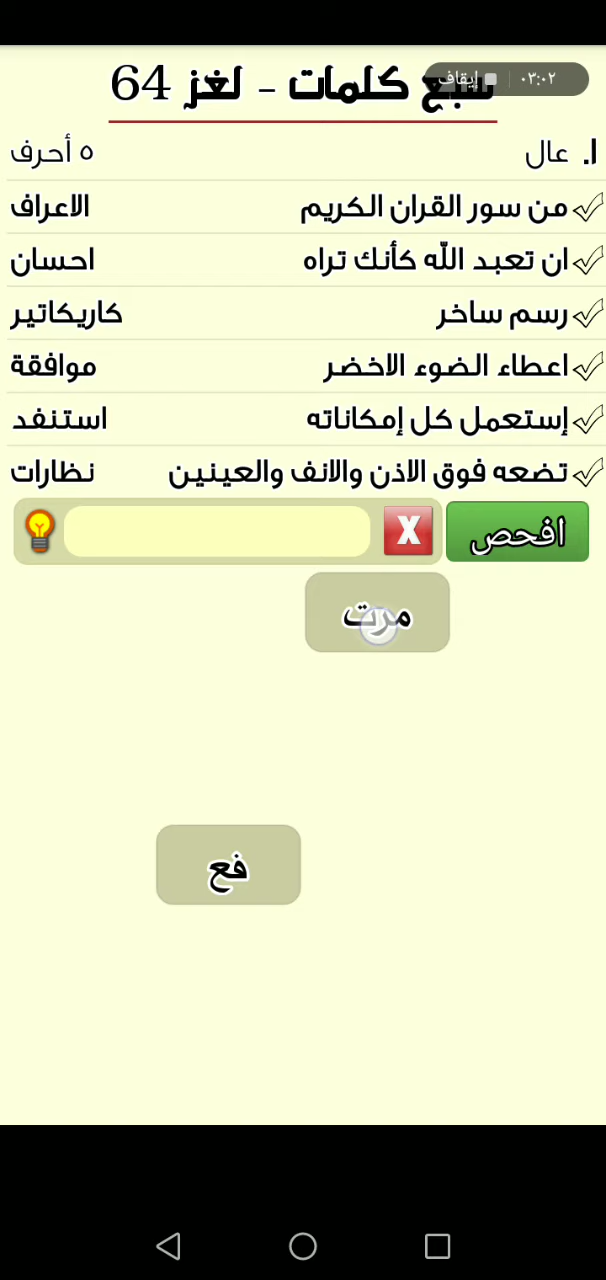 ٠٣:٠٢ إيقاف
سبع كلمات - لغز 64
١. عال ٥ أحرف
من سور القران الكريم الاعراف
ان تعبد اللّه كأنك تراه احسان
رسم ساخر كاريكاتير
اعطاء الضوء الاخضر موافقة
إستعمل كل إمكاناته استنفد
تضعه فوق الاذن والانف والعينين نظارات
افحص X
مرت
فع